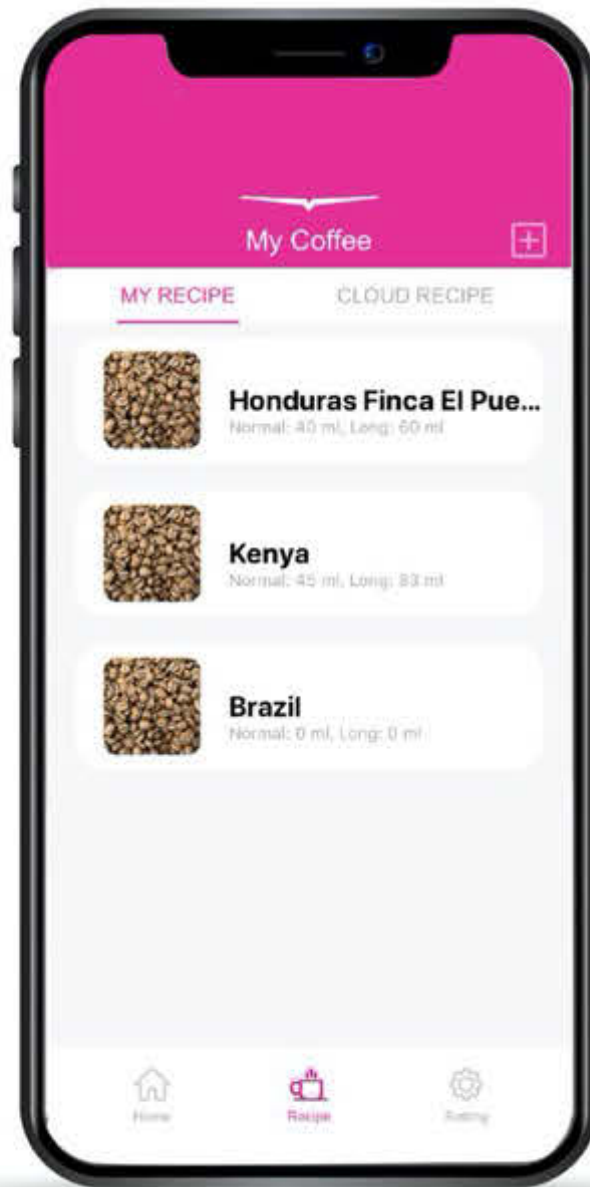 My Coffee
MY RECIPE CLOUD RECIPE
Honduras Finca El Pue...
Normal: 40 ml, Long: 60 ml
Kenya
Normal: 45 ml, Long: 83 ml
Brazil
Normal: 0 ml, Long: 0 ml
Home Recipe